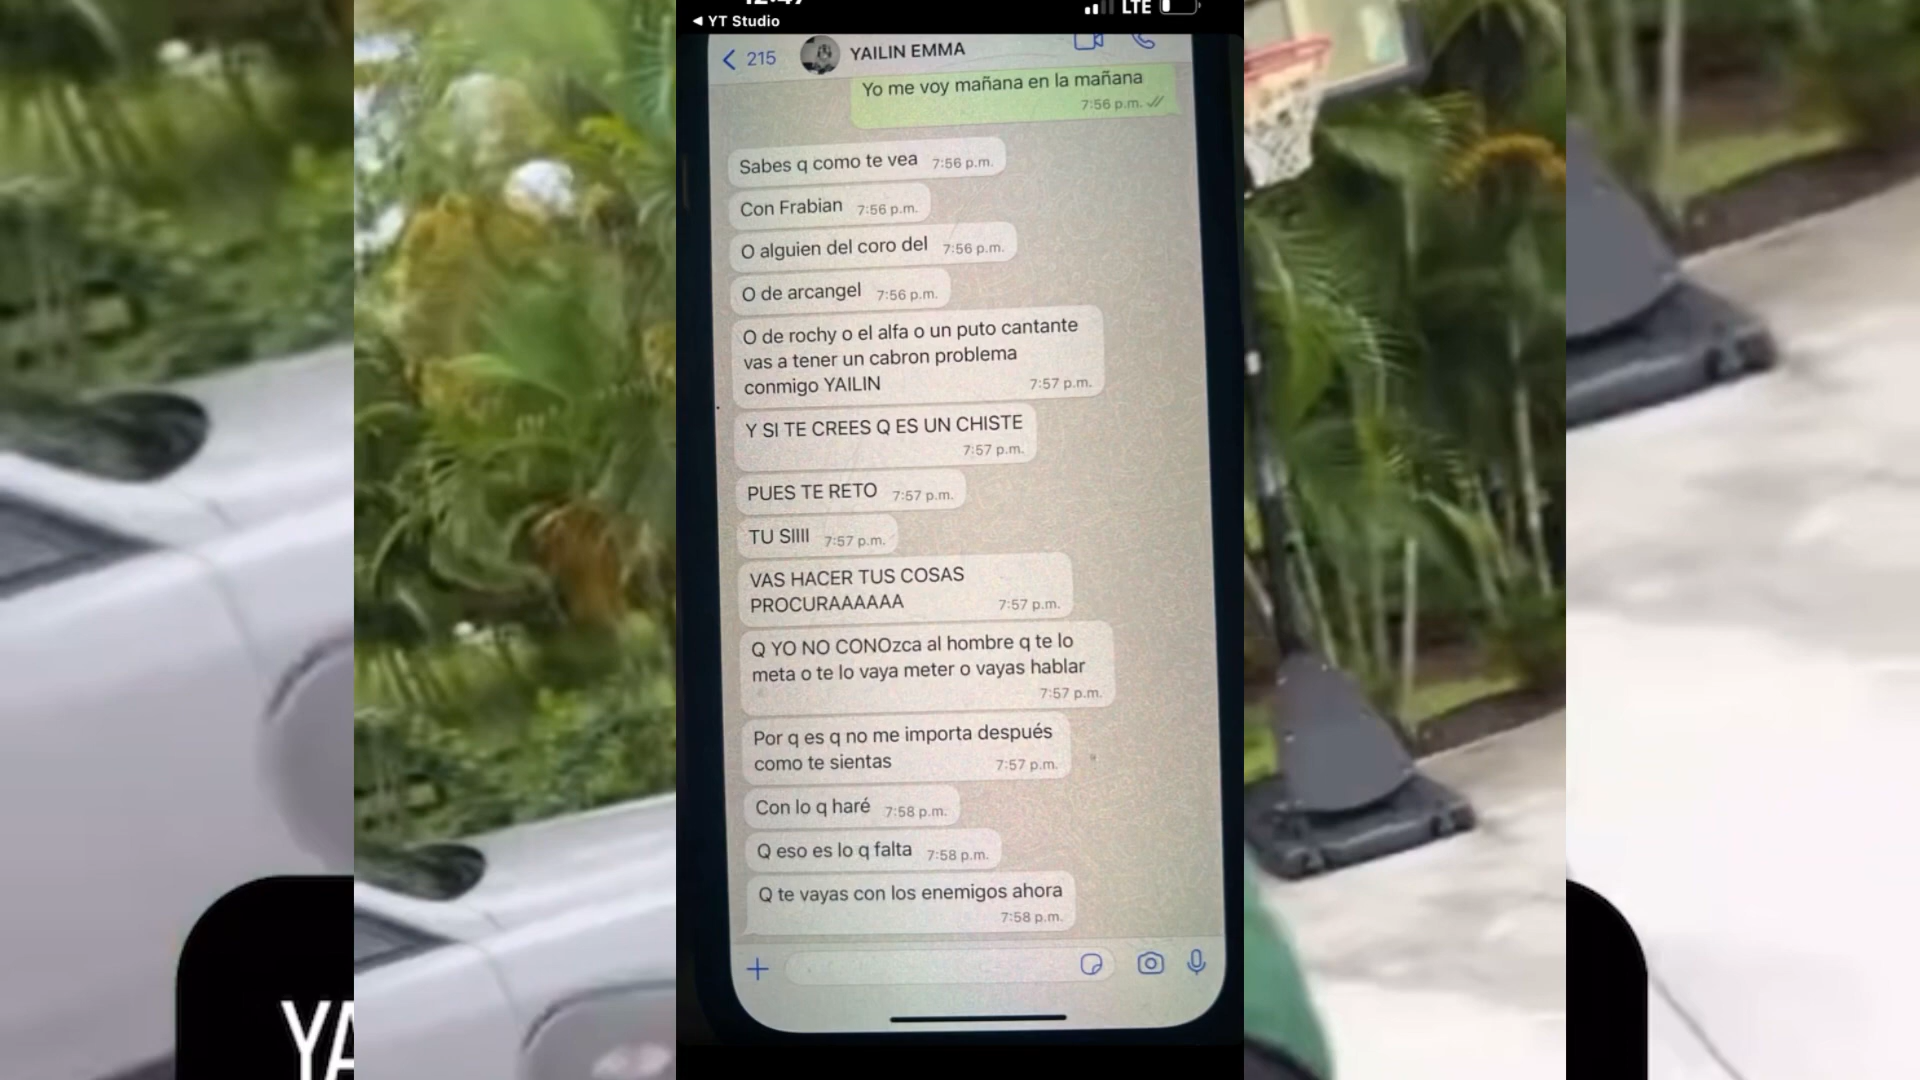 YT Studio
LTE
215
YAILIN EMMA
Yo me voy mañana en la mañana
7:56 p.m.
Sabes q como te vea 7:56 p.m.
Con Frabian 7:56 p.m.
O alguien del coro del 7:56 p.m.
O de arcangel 7:56 p.m.
O de rochy o el alfa o un puto cantante
vas a tener un cabron problema
conmigo YAILIN 7:57 p.m.
Y SI TE CREES Q ES UN CHISTE
7:57 p.m.
PUES TE RETO 7:57 p.m.
TU SIIII 7:57 p.m.
VAS HACER TUS COSAS
PROCURAAAAAA 7:57 p.m.
Q YO NO CONOzca al hombre q te lo
meta o te lo vaya meter o vayas hablar
7:57 p.m.
Por q es q no me importa después
como te sientas 7:57 p.m.
Con lo q haré 7:58 p.m.
Q eso es lo q falta 7:58 p.m.
Q te vayas con los enemigos ahora
7:58 p.m.
YA